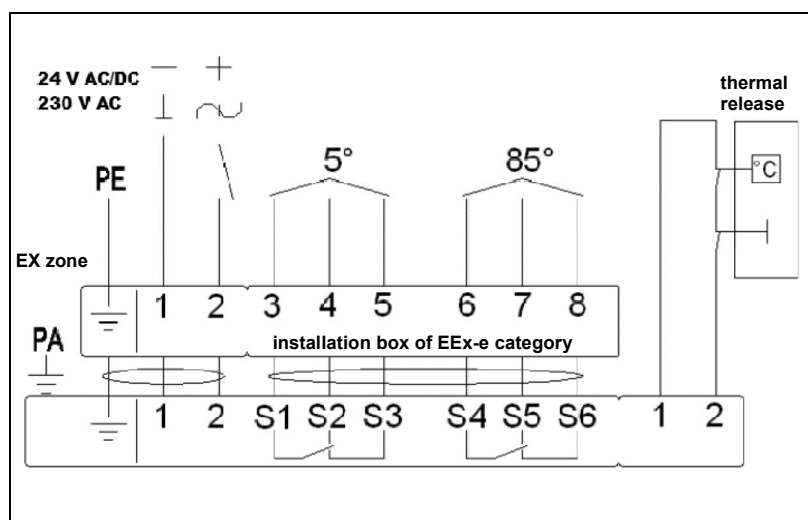 24 V AC/DC
230 V AC
thermal
release
5°
85°
PE
°C
EX zone
1 2 3 4 5 6 7 8
installation box of EEx-e category
PA
1 2 S1 S2 S3 S4 S5 S6 1 2